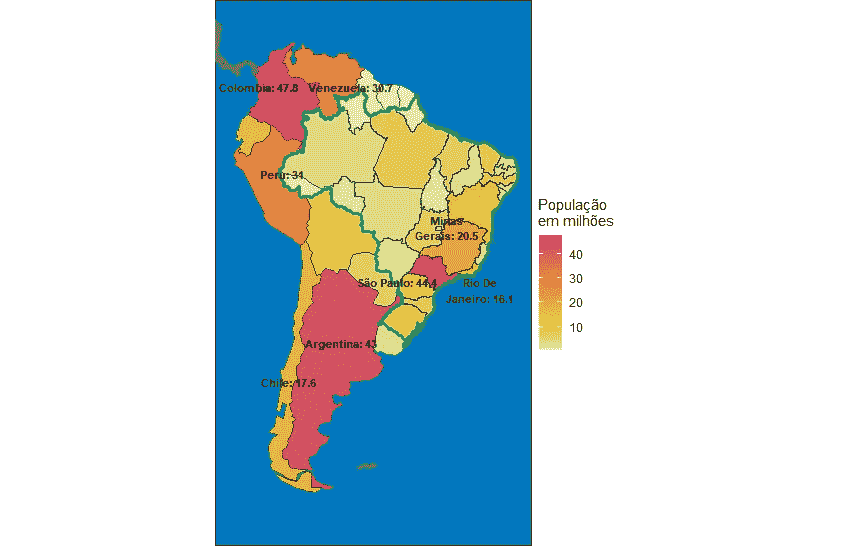 Colombia: 47.8
Venezuela: 30.7
Peru: 31
Minas
Gerais: 20.5
São Paulo: 44.4
Rio De
Janeiro: 16.1
Argentina: 43
Chile: 17.6
População
em milhões
40
30
20
10